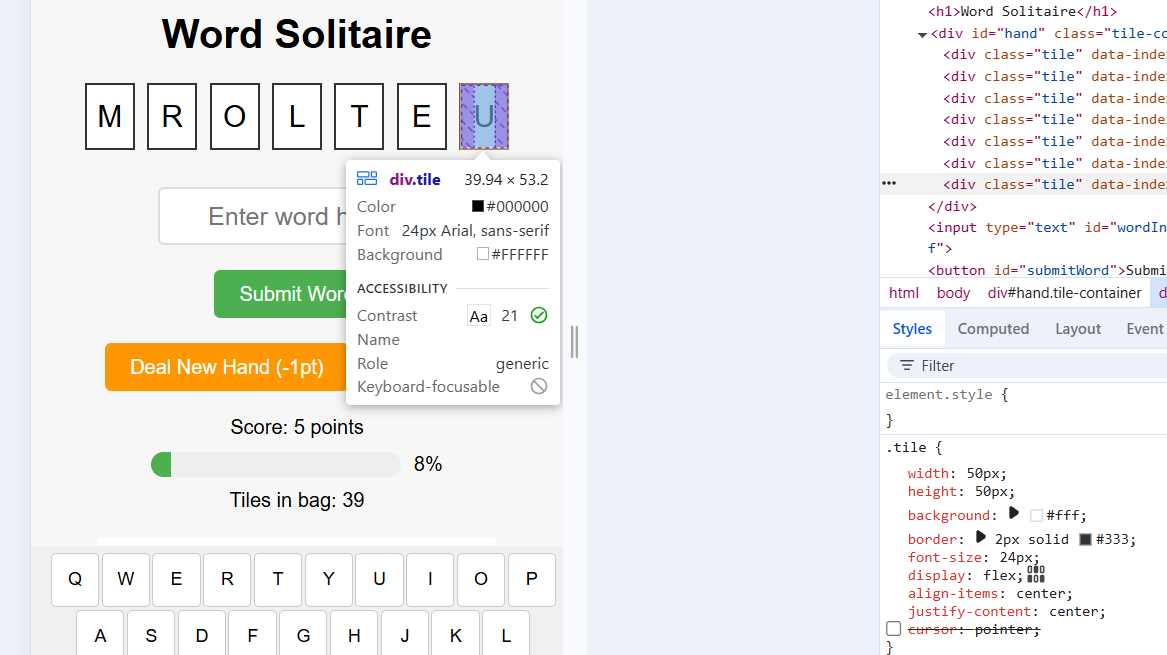 Word Solitaire
M R O L T E U
div.tile 39.94 × 53.2
Color #000000
Font 24px Arial, sans-serif
Background #FFFFFF
ACCESSIBILITY
Contrast Aa 21
Name
Role generic
Keyboard-focusable
Enter word h
Submit Wor
Deal New Hand (-1pt)
Score: 5 points
8%
Tiles in bag: 39
Q W E R T Y U I O P
A S D F G H J K L
<h1>Word Solitaire</h1>
<div id="hand" class="tile-co
<div class="tile" data-inde
<div class="tile" data-inde
<div class="tile" data-inde
<div class="tile" data-inde
<div class="tile" data-inde
<div class="tile" data-inde
<div class="tile" data-inde
</div>
<input type="text" id="wordIn
f">
<button id="submitWord">Submi
html body div#hand.tile-container d
Styles Computed Layout Event
Filter
element.style {
}
.tile {
width: 50px;
height: 50px;
background: #fff;
border: 2px solid #333;
font-size: 24px;
display: flex;
align-items: center;
justify-content: center;
cursor: pointer;
}